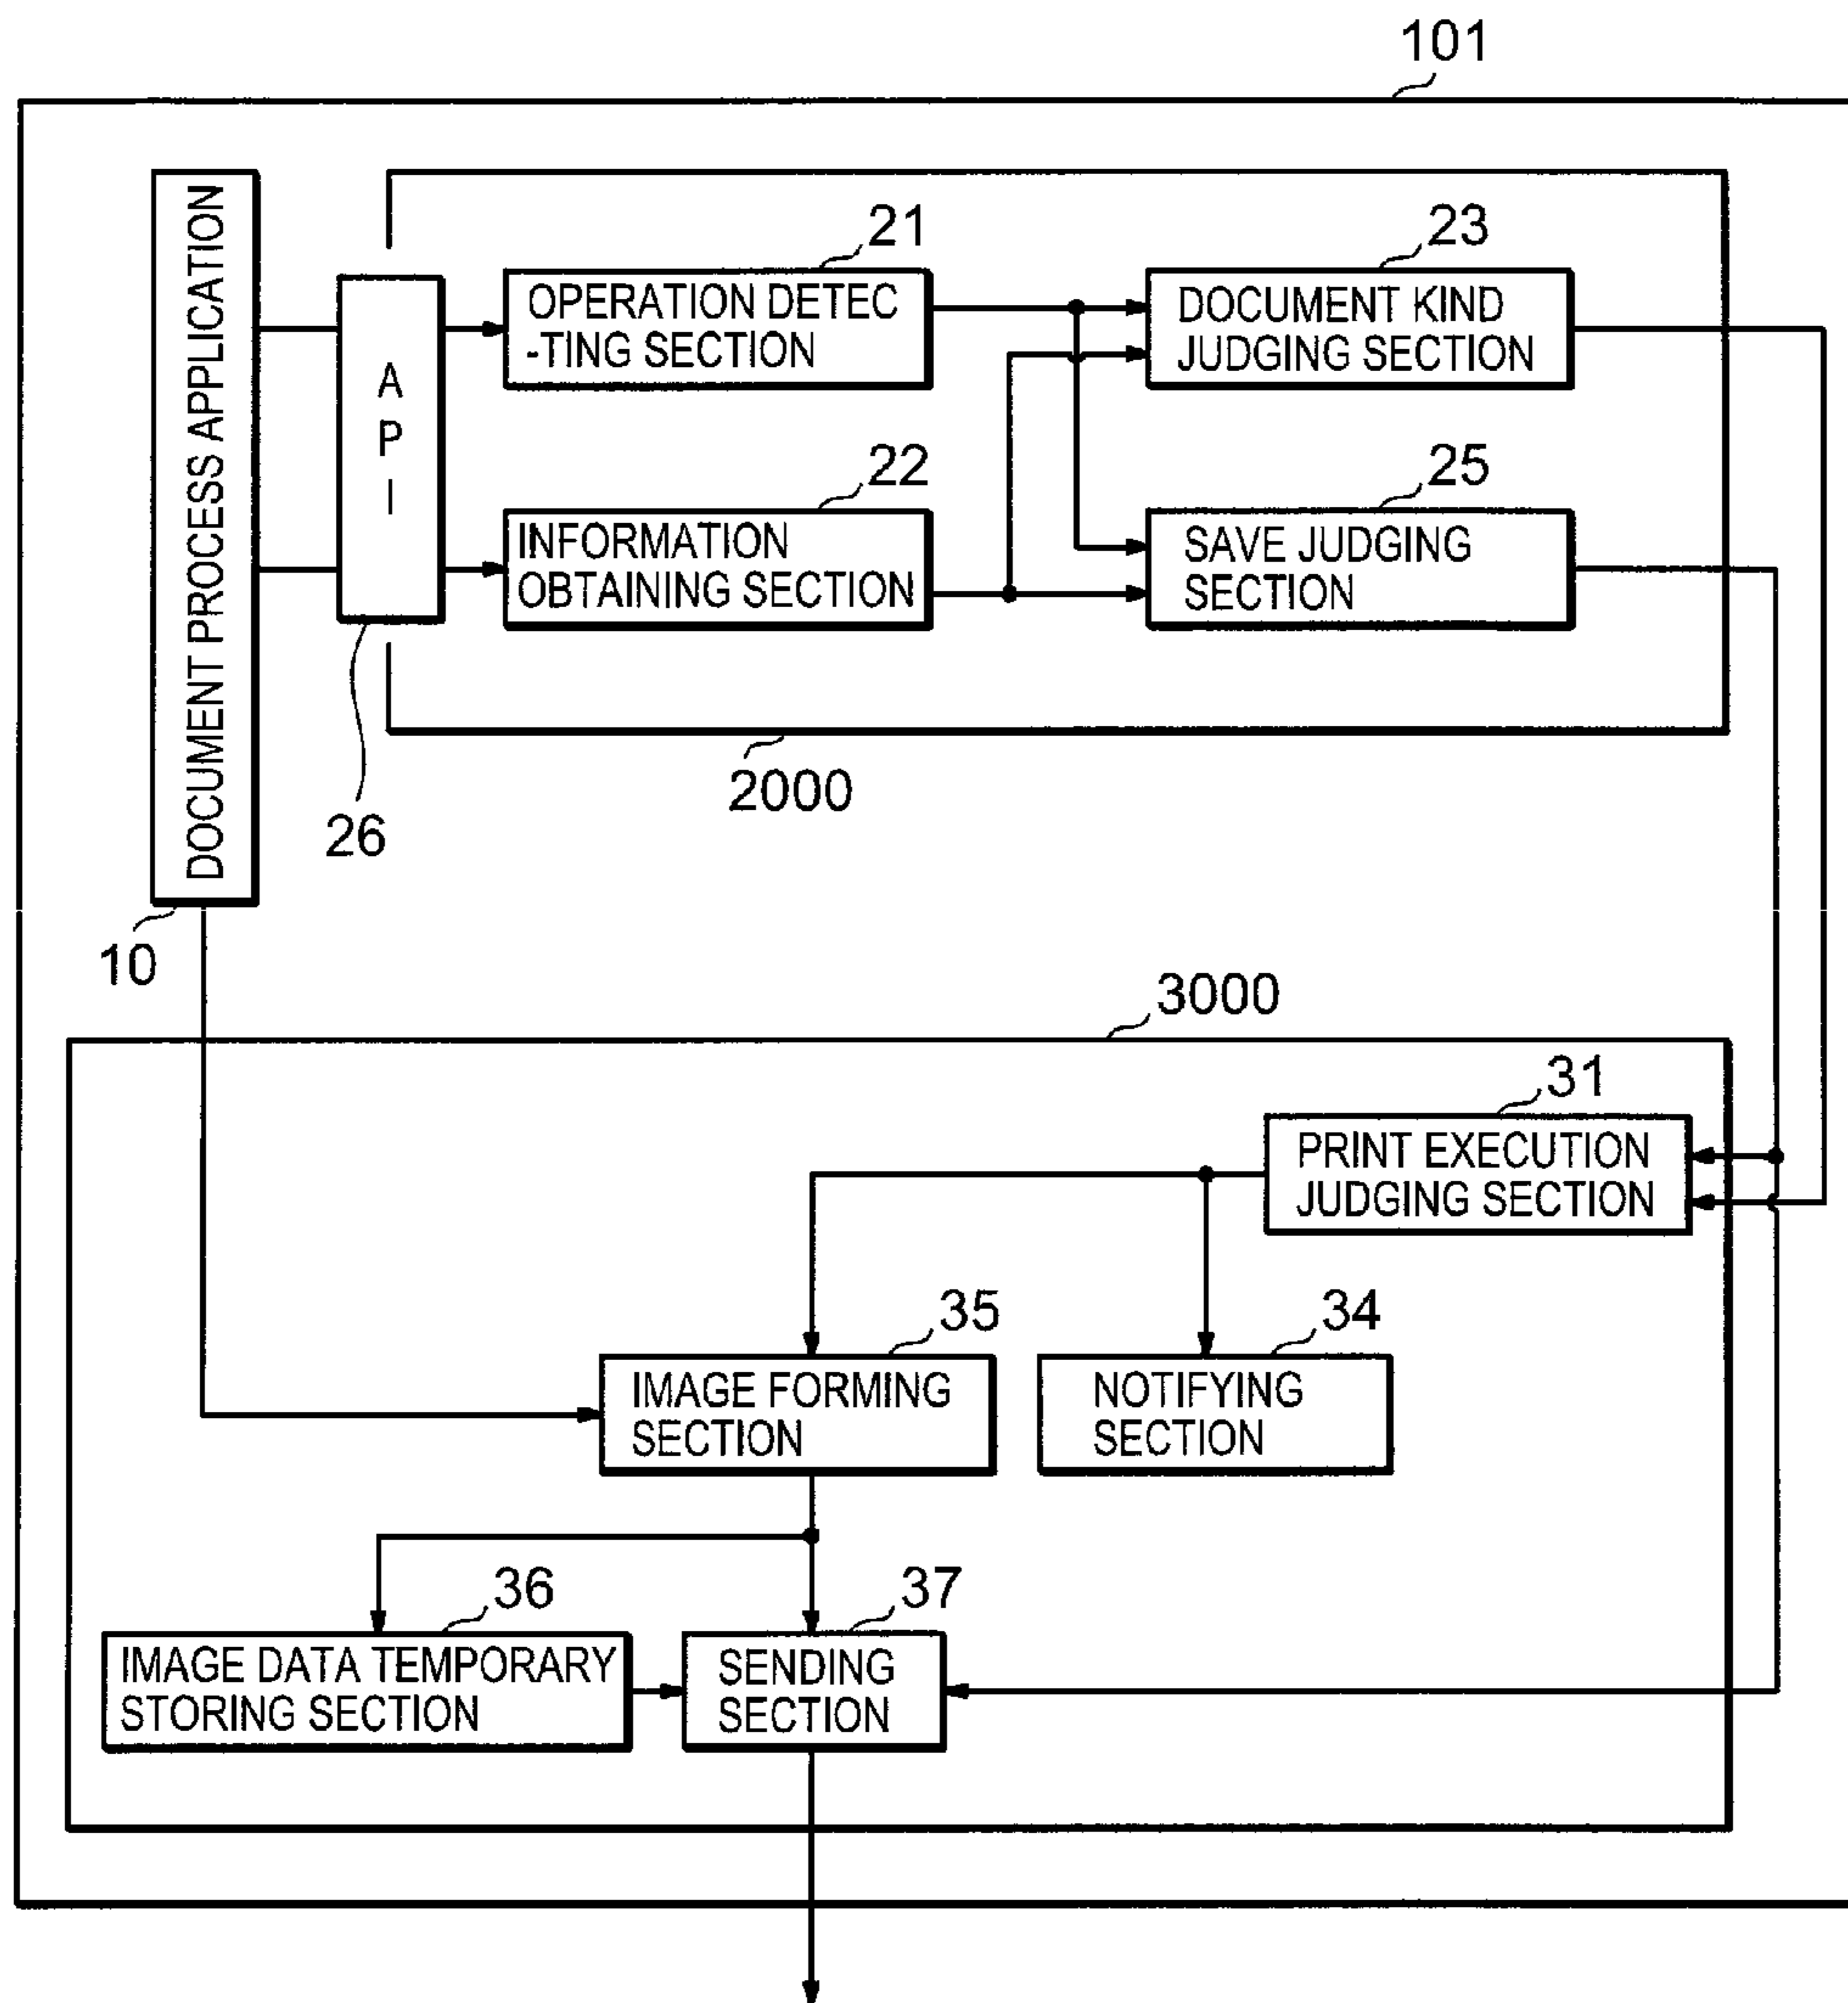 101
DOCUMENT PROCESS APPLICATION
10
A
P
I
26
21
OPERATION DETEC
-TING SECTION
23
DOCUMENT KIND
JUDGING SECTION
22
INFORMATION
OBTAINING SECTION
25
SAVE JUDGING
SECTION
2000
3000
31
PRINT EXECUTION
JUDGING SECTION
35
IMAGE FORMING
SECTION
34
NOTIFYING
SECTION
36
IMAGE DATA TEMPORARY
STORING SECTION
37
SENDING
SECTION